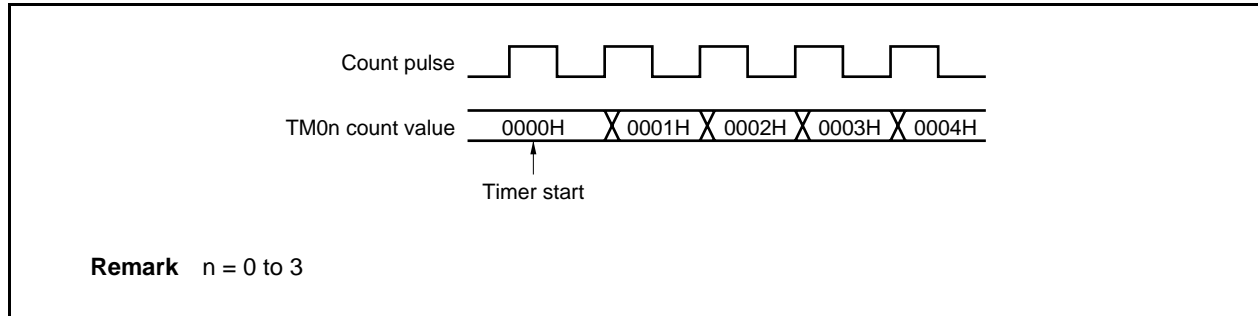 Count pulse
TM0n count value 0000H 0001H 0002H 0003H 0004H
Timer start
Remark n = 0 to 3